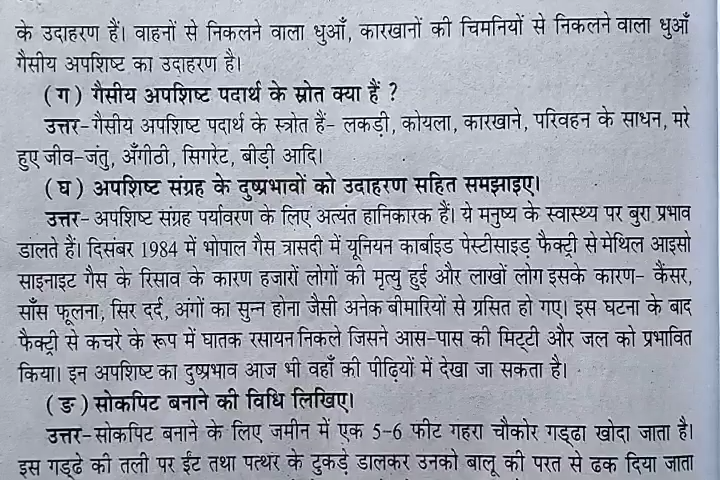 के उदाहरण हैं। वाहनों से निकलने वाला धुआँ, कारखानों की चिमनियों से निकलने वाला धुआँ
गैसीय अपशिष्ट का उदाहरण है।
(ग) गैसीय अपशिष्ट पदार्थ के स्रोत क्या हैं ?
उत्तर-गैसीय अपशिष्ट पदार्थ के स्त्रोत हैं- लकड़ी, कोयला, कारखाने, परिवहन के साधन, मरे
हुए जीव-जंतु, अँगीठी, सिगरेट, बीड़ी आदि।
(घ) अपशिष्ट संग्रह के दुष्प्रभावों को उदाहरण सहित समझाइए।
उत्तर- अपशिष्ट संग्रह पर्यावरण के लिए अत्यंत हानिकारक हैं। ये मनुष्य के स्वास्थ्य पर बुरा प्रभाव
डालते हैं। दिसंबर 1984 में भोपाल गैस त्रासदी में यूनियन कार्बाइड पेस्टीसाइड फैक्ट्री से मेथिल आइसो
साइनाइट गैस के रिसाव के कारण हजारों लोगों की मृत्यु हुई और लाखों लोग इसके कारण- कैंसर,
साँस फूलना, सिर दर्द, अंगों का सुन्न होना जैसी अनेक बीमारियों से ग्रसित हो गए। इस घटना के बाद
फैक्ट्री से कचरे के रूप में घातक रसायन निकले जिसने आस-पास की मिट्टी और जल को प्रभावित
किया। इन अपशिष्ट का दुष्प्रभाव आज भी वहाँ की पीढ़ियों में देखा जा सकता है।
(ङ) सोकपिट बनाने की विधि लिखिए।
उत्तर-सोकपिट बनाने के लिए जमीन में एक 5-6 फीट गहरा चौकोर गड्ढा खोदा जाता है।
इस गड्ढे की तली पर ईंट तथा पत्थर के टुकड़े डालकर उनको बालू की परत से ढक दिया जाता